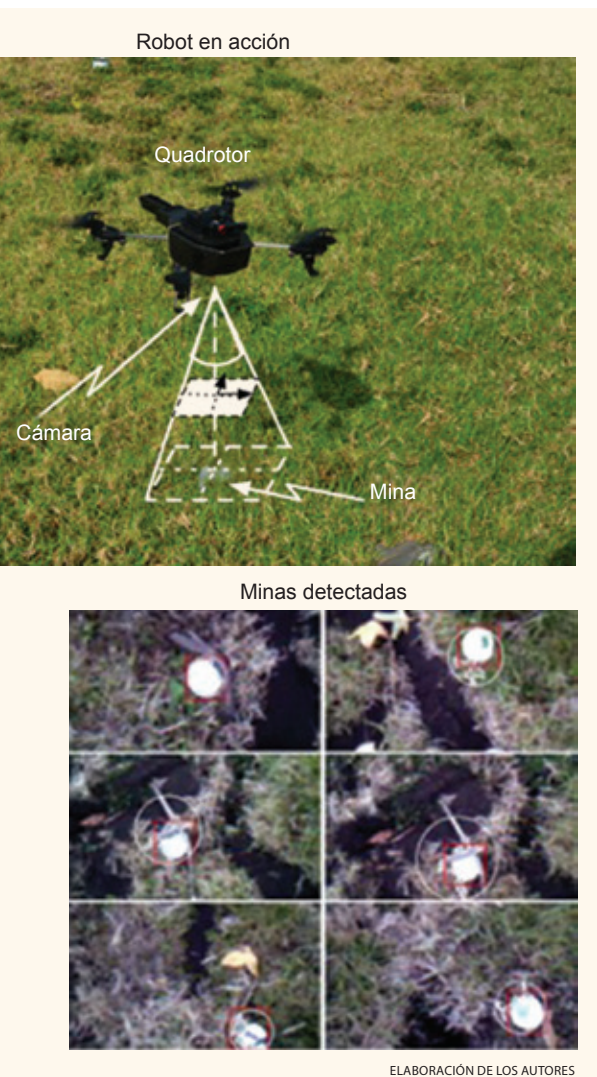 Robot en acción
Quadrotor
Cámara
Mina
Minas detectadas
ELABORACIÓN DE LOS AUTORES